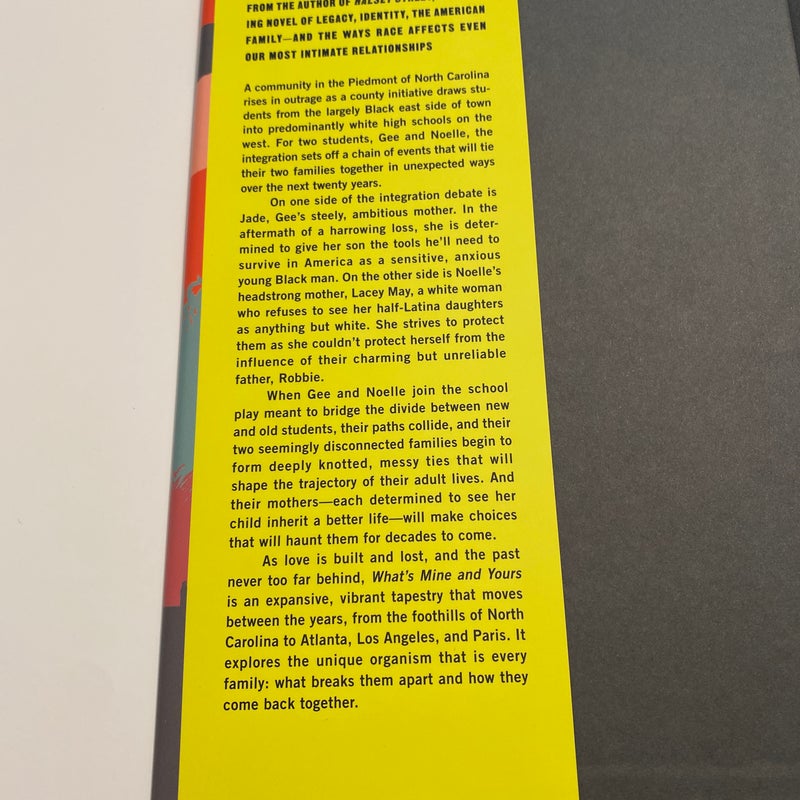 FROM THE AUTHOR OF HALSEY STREET,
ING NOVEL OF LEGACY, IDENTITY, THE AMERICAN
FAMILY—AND THE WAYS RACE AFFECTS EVEN
OUR MOST INTIMATE RELATIONSHIPS
A community in the Piedmont of North Carolina
rises in outrage as a county initiative draws stu-
dents from the largely Black east side of town
into predominantly white high schools on the
west. For two students, Gee and Noelle, the
integration sets off a chain of events that will tie
their two families together in unexpected ways
over the next twenty years.
On one side of the integration debate is
Jade, Gee's steely, ambitious mother. In the
aftermath of a harrowing loss, she is deter-
mined to give her son the tools he'll need to
survive in America as a sensitive, anxious
young Black man. On the other side is Noelle's
headstrong mother, Lacey May, a white woman
who refuses to see her half-Latina daughters
as anything but white. She strives to protect
them as she couldn't protect herself from the
influence of their charming but unreliable
father, Robbie.
When Gee and Noelle join the school
play meant to bridge the divide between new
and old students, their paths collide, and their
two seemingly disconnected families begin to
form deeply knotted, messy ties that will
shape the trajectory of their adult lives. And
their mothers—each determined to see her
child inherit a better life—will make choices
that will haunt them for decades to come.
As love is built and lost, and the past
never too far behind, What's Mine and Yours
is an expansive, vibrant tapestry that moves
between the years, from the foothills of North
Carolina to Atlanta, Los Angeles, and Paris. It
explores the unique organism that is every
family: what breaks them apart and how they
come back together.